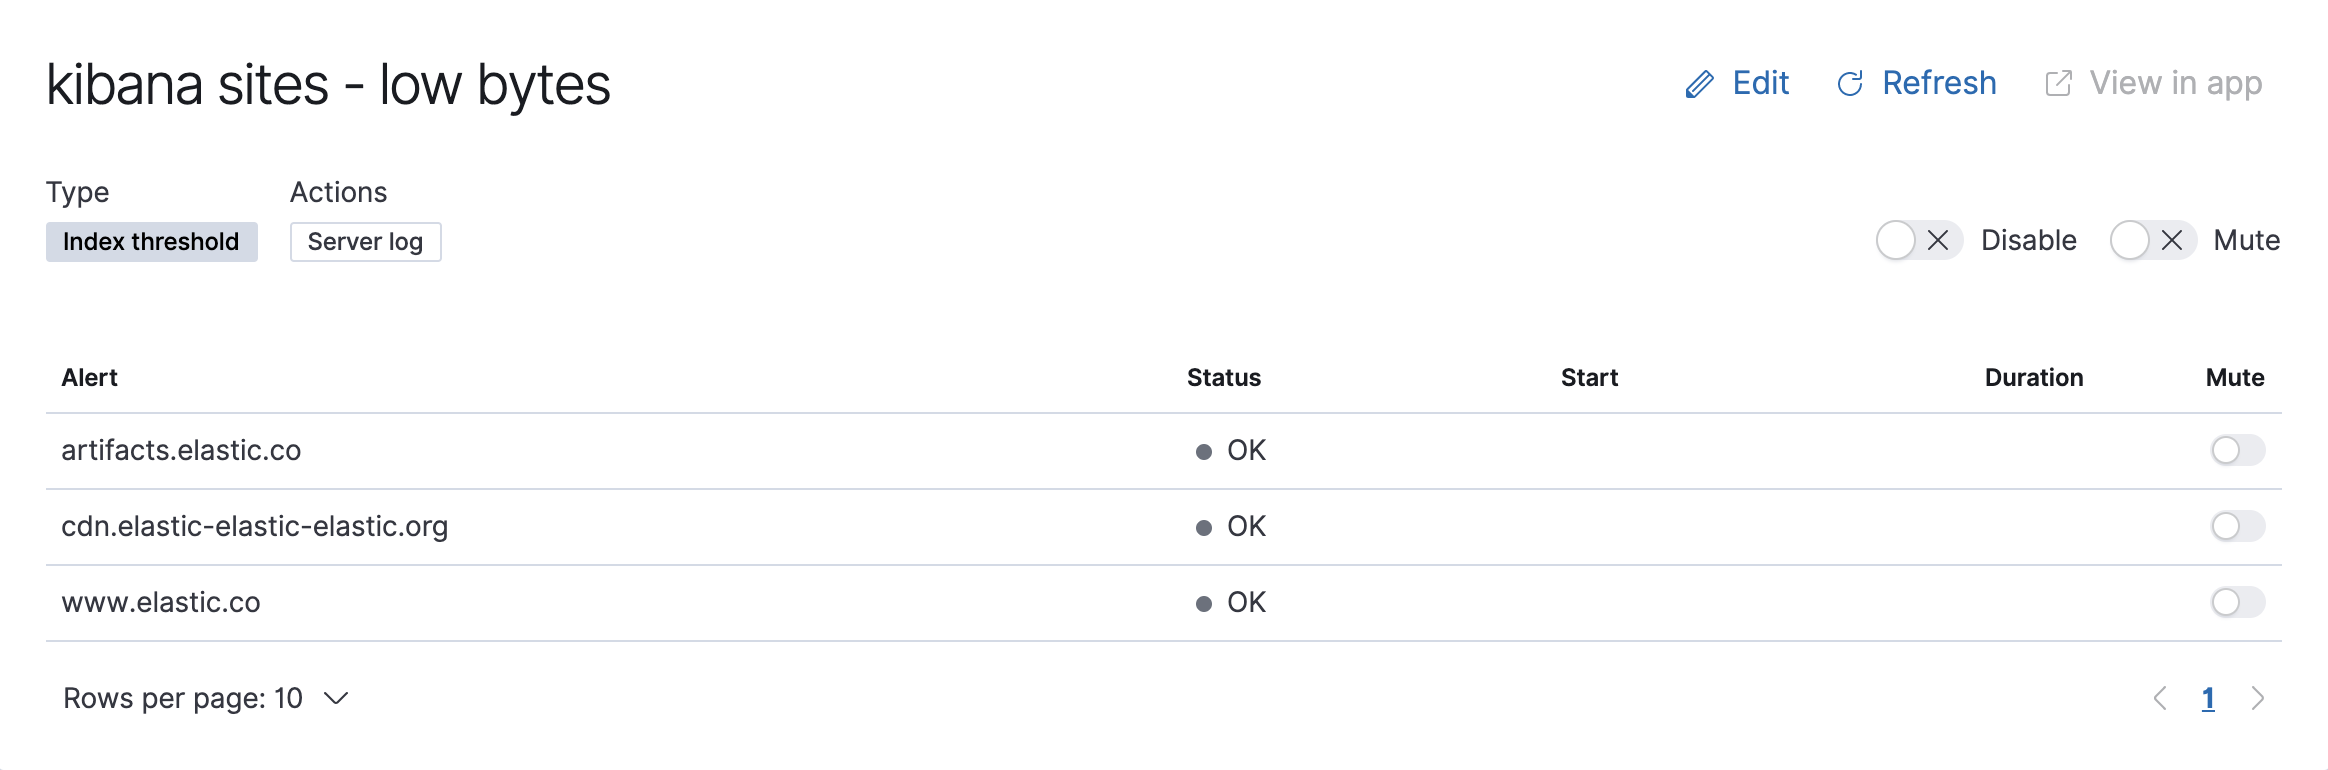 kibana sites - low bytes
Edit Refresh View in app
Type Actions
Index threshold Server log
Disable Mute
Alert Status Start Duration Mute
artifacts.elastic.co OK
cdn.elastic-elastic-elastic.org OK
www.elastic.co OK
Rows per page: 10 1